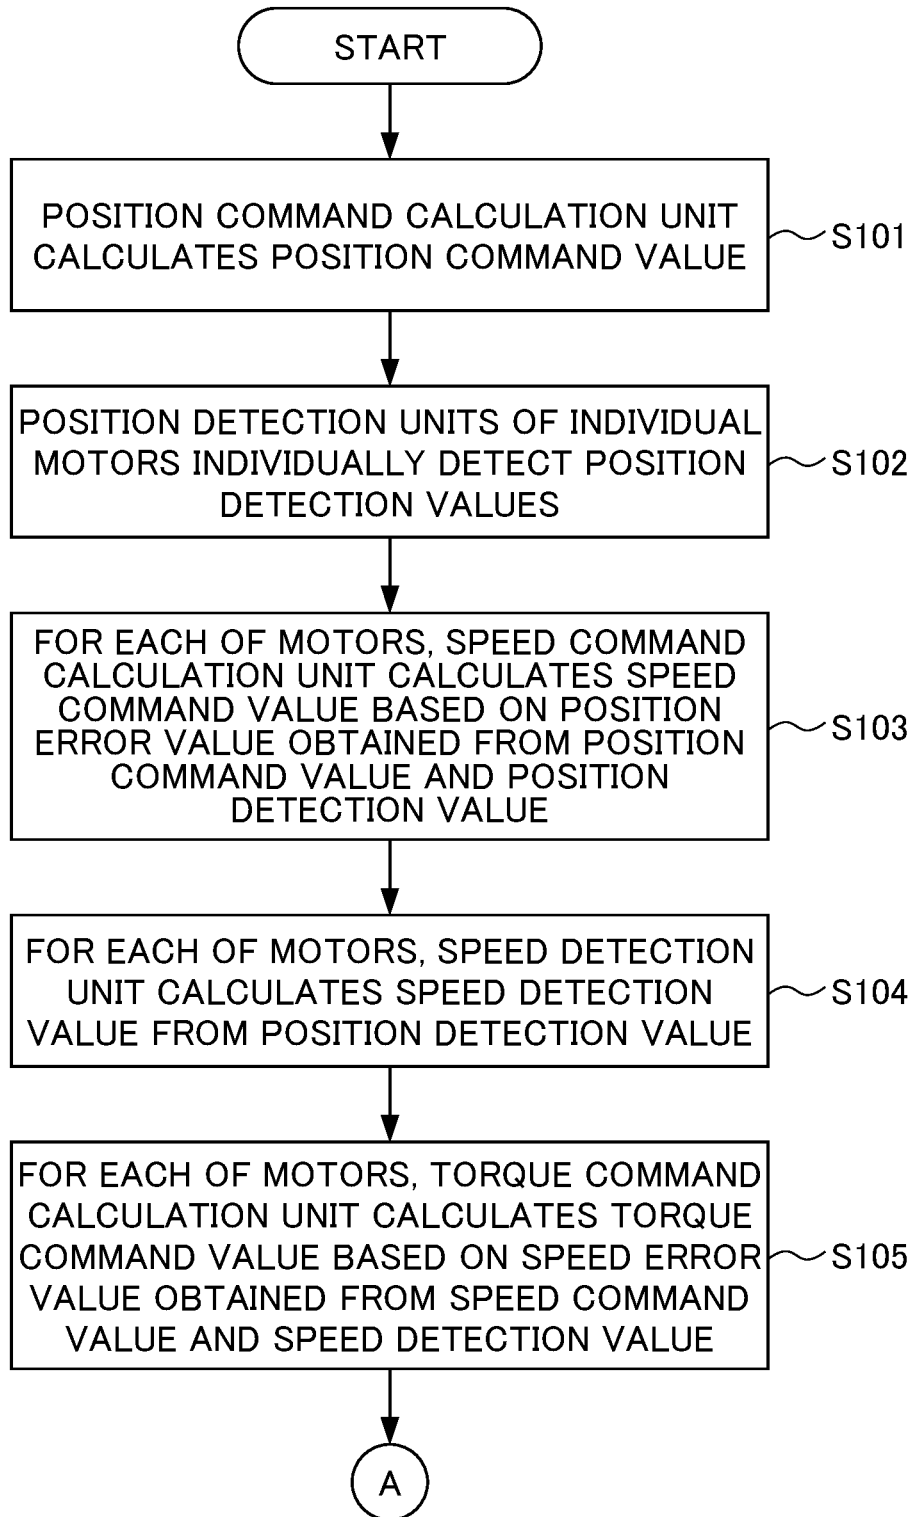 START
POSITION COMMAND CALCULATION UNIT
CALCULATES POSITION COMMAND VALUE
S101
POSITION DETECTION UNITS OF INDIVIDUAL
MOTORS INDIVIDUALLY DETECT POSITION
DETECTION VALUES
S102
FOR EACH OF MOTORS, SPEED COMMAND
CALCULATION UNIT CALCULATES SPEED
COMMAND VALUE BASED ON POSITION
ERROR VALUE OBTAINED FROM POSITION
COMMAND VALUE AND POSITION
DETECTION VALUE
S103
FOR EACH OF MOTORS, SPEED DETECTION
UNIT CALCULATES SPEED DETECTION
VALUE FROM POSITION DETECTION VALUE
S104
FOR EACH OF MOTORS, TORQUE COMMAND
CALCULATION UNIT CALCULATES TORQUE
COMMAND VALUE BASED ON SPEED ERROR
VALUE OBTAINED FROM SPEED COMMAND
VALUE AND SPEED DETECTION VALUE
S105
A